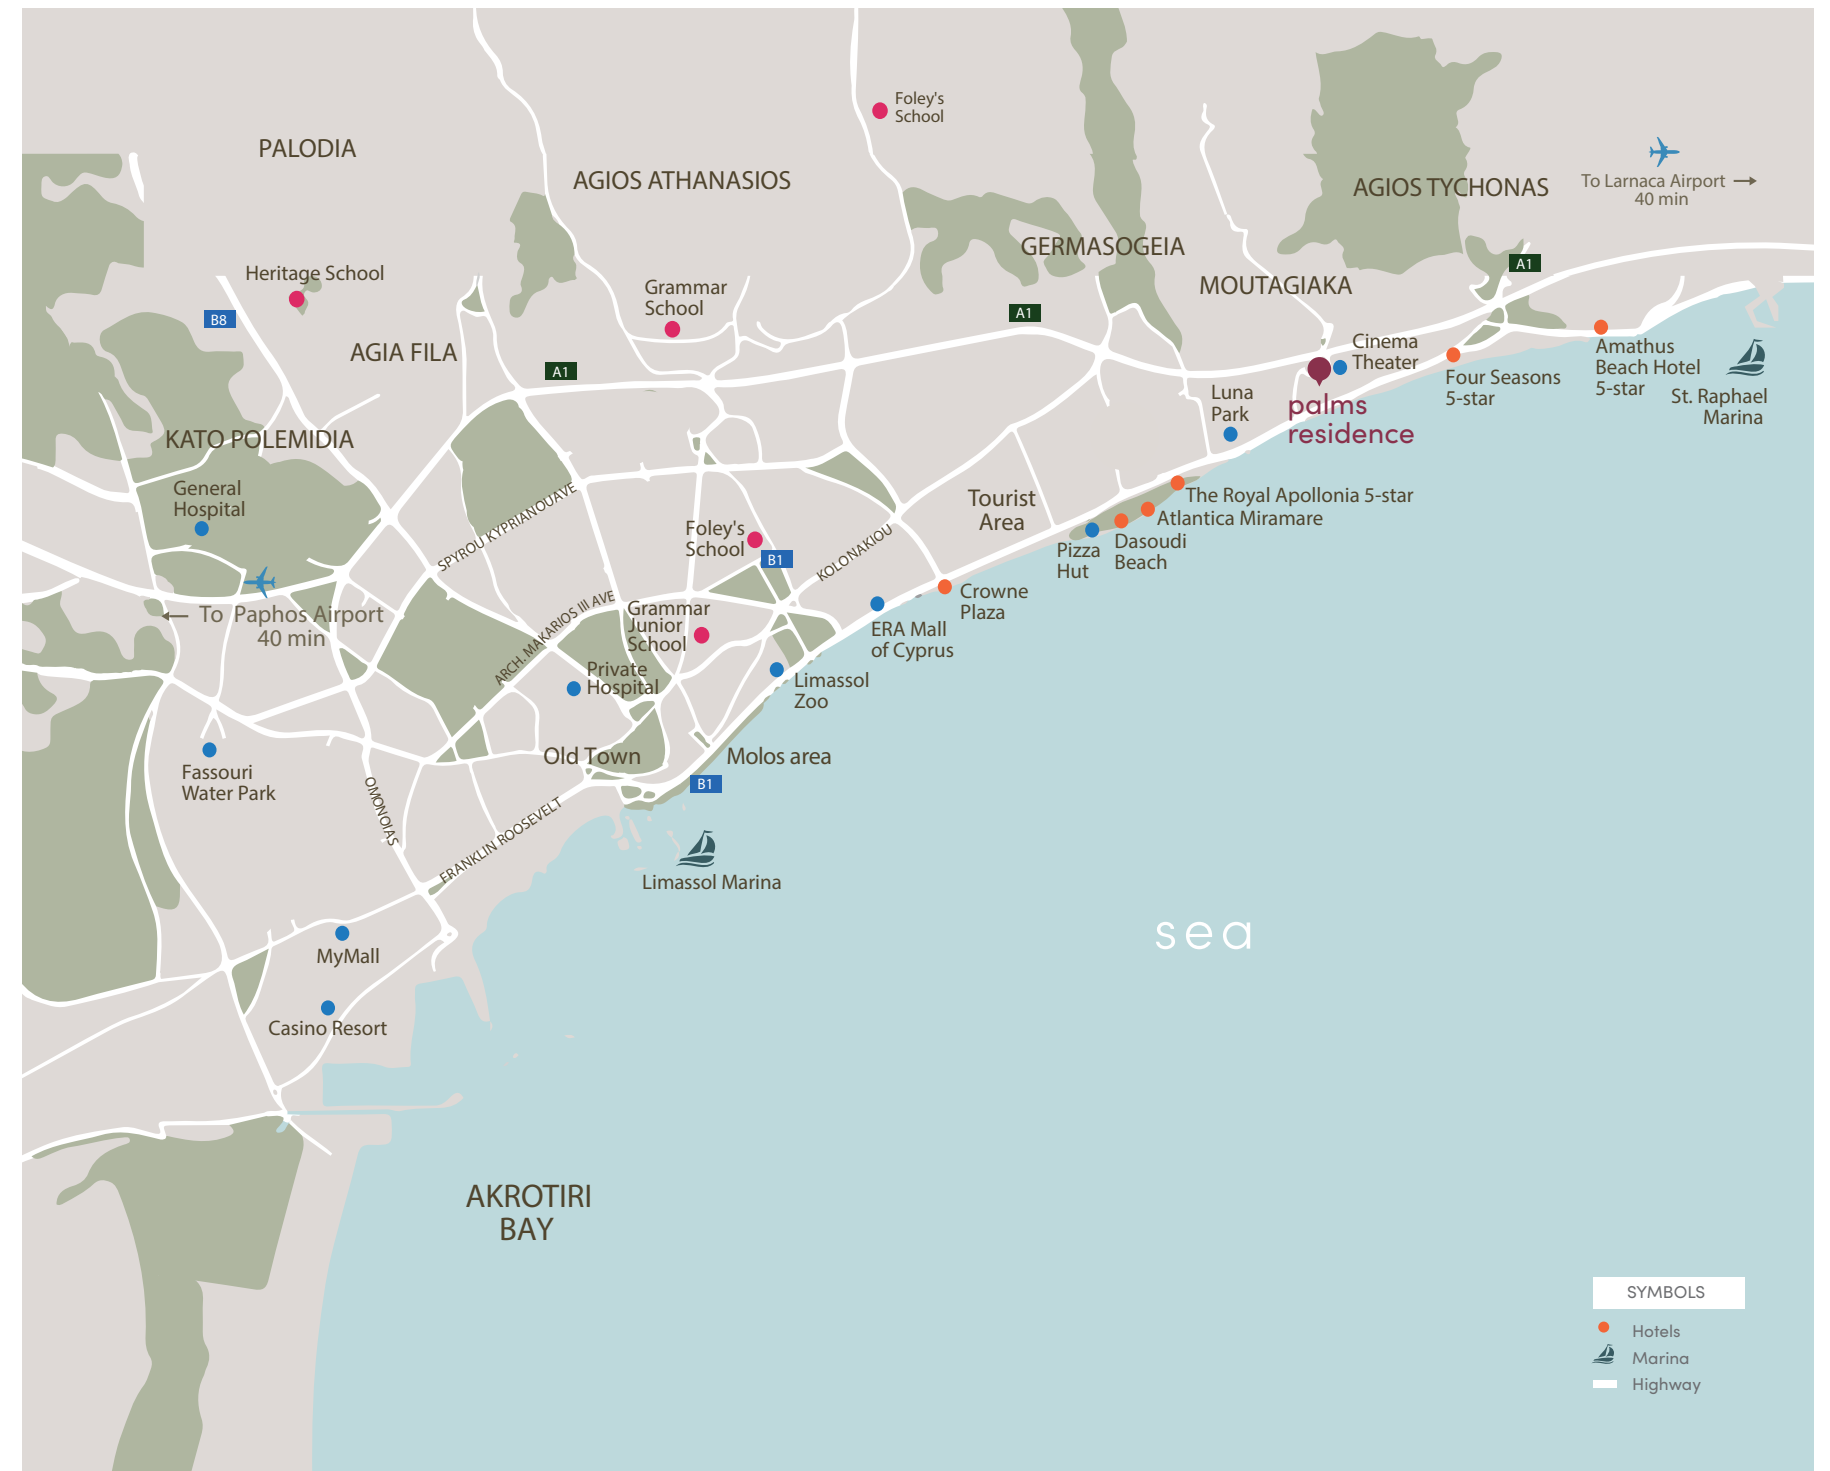 Foley's
School
PALODIA
AGIOS ATHANASIOS
AGIOS TYCHONAS
To Larnaca Airport
40 min
GERMASOGEIA
A1
Heritage School
MOUTAGIAKA
Grammar
School
B8
A1
AGIA FILA
A1
Cinema
Theater
Amathus
Beach Hotel
5-star
Four Seasons
5-star
St. Raphael
Marina
Luna
Park
palms
residence
KATO POLEMIDIA
General
Hospital
SPYROU KYPRIANOUAVE
Tourist
Area
The Royal Apollonia 5-star
Atlantica Miramare
Dasoudi
Beach
Pizza
Hut
Foley's
School
B1
KOLONAKIOU
Crowne
Plaza
To Paphos Airport
40 min
ARCH. MAKARIOS III AVE
Grammar
Junior
School
ERA Mall
of Cyprus
Private
Hospital
Limassol
Zoo
Old Town
Molos area
B1
Fassouri
Water Park
OMONOIAS
FRANKLIN ROOSEVELT
Limassol Marina
sea
MyMall
Casino Resort
AKROTIRI
BAY
SYMBOLS
Hotels
Marina
Highway